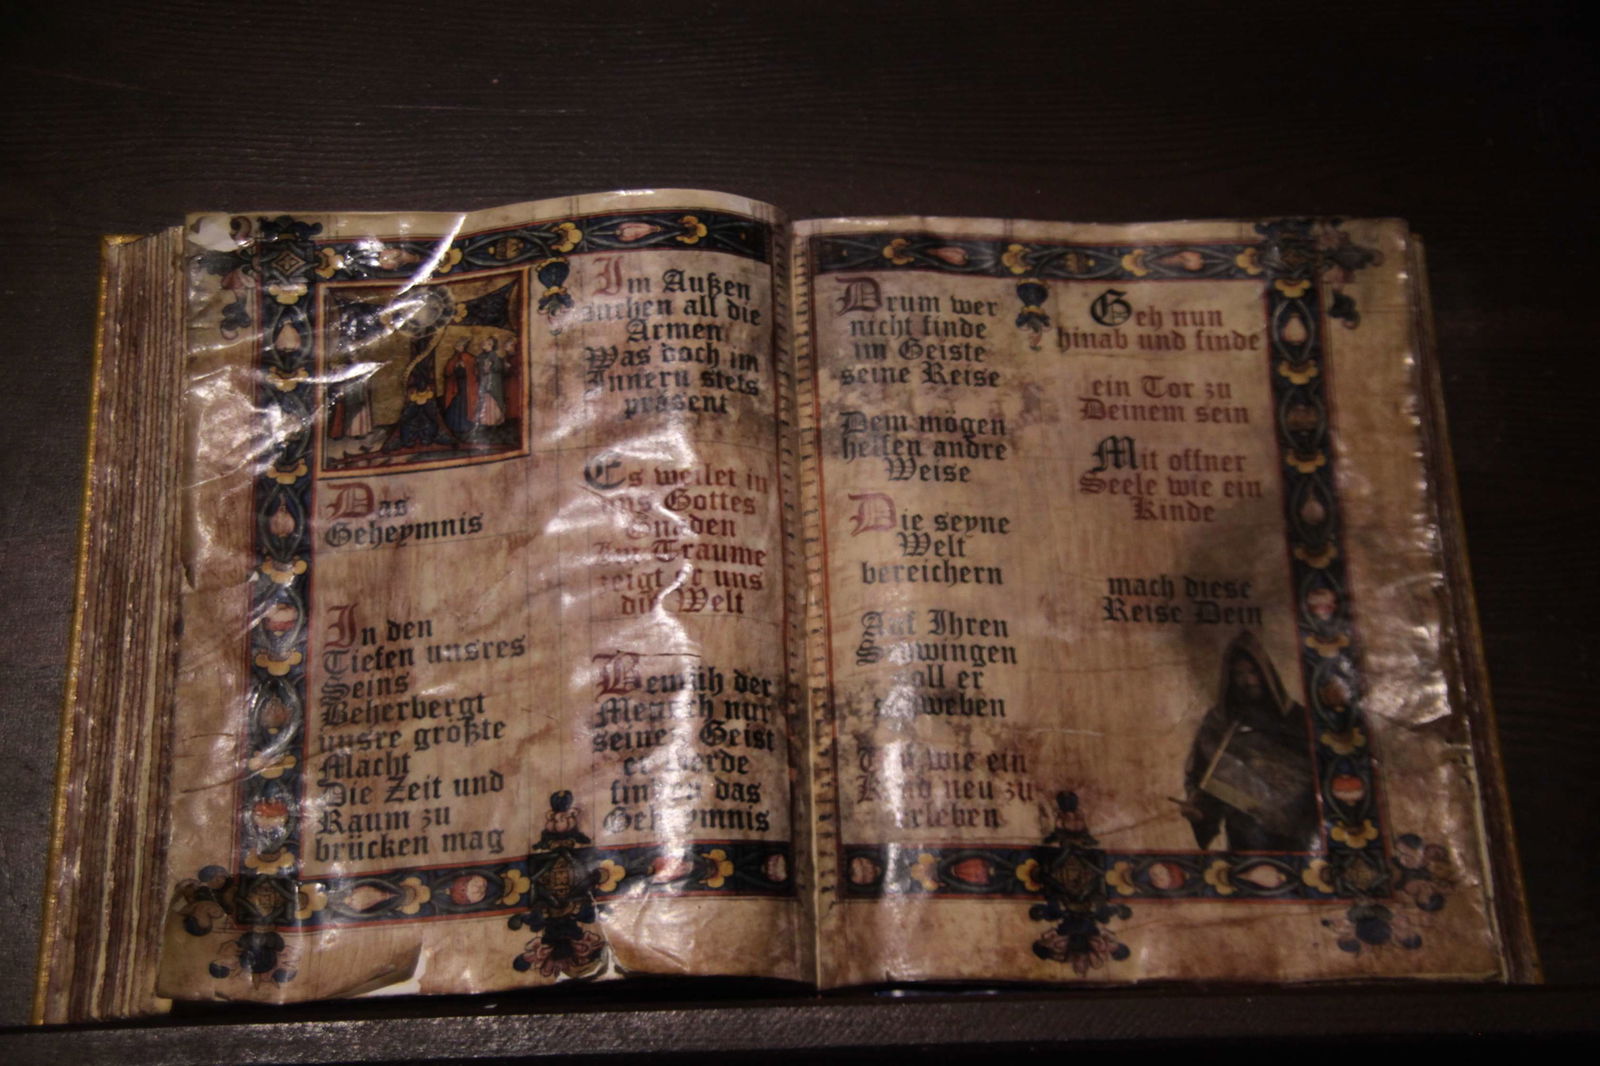 Das
Geheymnis
In den
Tiefen unsres
Seins
Beherbergt
unsre größte
Macht
Die Zeit und
Raum zu
brücken mag
Im Außen
suchen all die
Armen
Was doch im
Innern stets
präsent
Es weilet in
uns Gottes
Gnaden
Im Traume
zeigt er uns
die Welt
Bemüh der
Mensch nur
seinen Geist
er werde
finden das
Geheymnis
Drum wer
nicht finde
im Geiste
seine Reise
Dem mögen
helfen andre
Weise
Die seyne
Welt
bereichern
Auf Ihren
Schwingen
soll er
schweben
wie ein
Kind neu zu
erleben
Geh nun
hinab und finde
ein Tor zu
Deinem sein
Mit offner
Seele wie ein
Kinde
mach diese
Reise Dein